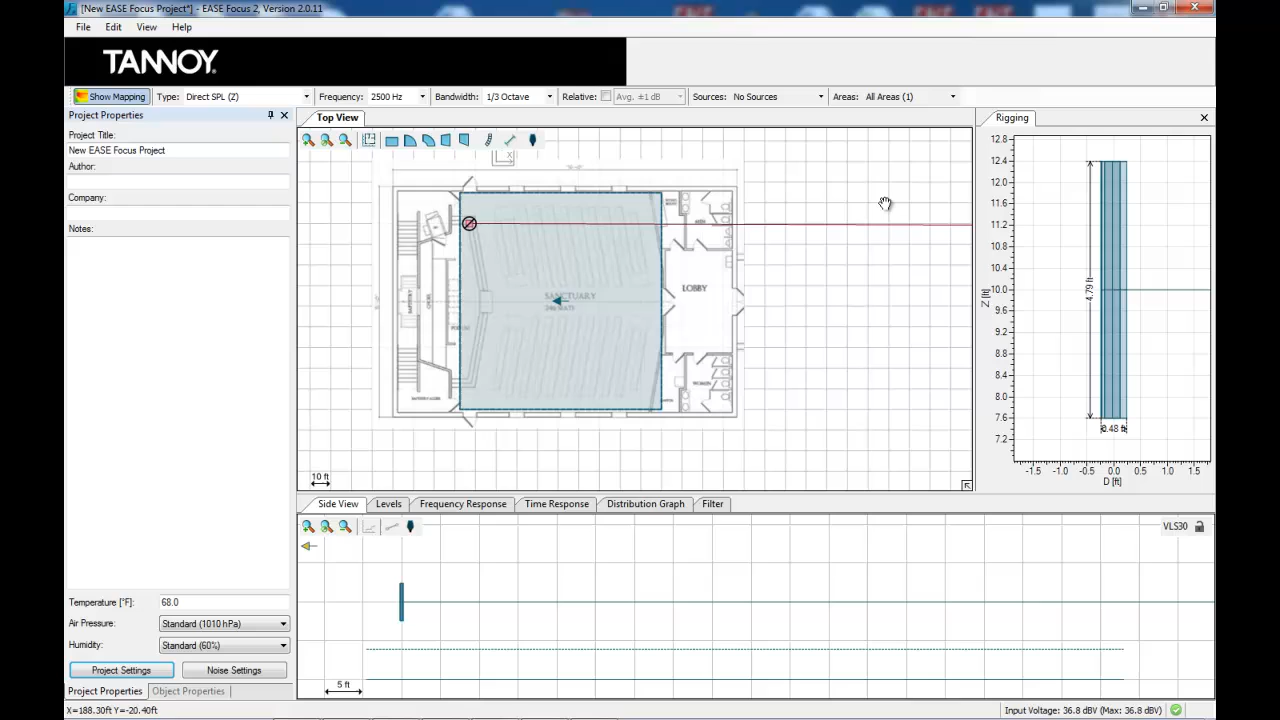 [New EASE Focus Project*] - EASE Focus 2, Version 2.0.11
File Edit View Help
TANNOY
Show Mapping Type: Direct SPL (Z) Frequency: 2500 Hz Bandwidth: 1/3 Octave Relative: Avg. ±1 dB Sources: No Sources Areas: All Areas (1)
Project Properties
Top View
Rigging
Project Title:
New EASE Focus Project
Author:
Company:
Notes:
X
SANCTUARY
LOBBY
10 ft
12.8
12.4
12.0
11.6
11.2
10.8
10.4
10.0
9.6
9.2
8.8
8.4
8.0
7.6
7.2
Z [ft]
4.79 ft
0.48 ft
-1.5 -1.0 -0.5 0.0 0.5 1.0 1.5
D [ft]
Side View Levels Frequency Response Time Response Distribution Graph Filter
VLS30
5 ft
Temperature [°F]: 68.0
Air Pressure: Standard (1010 hPa)
Humidity: Standard (60%)
Project Settings Noise Settings
Project Properties Object Properties
X=188.30ft Y=-20.40ft
Input Voltage: 36.8 dBV (Max: 36.8 dBV)